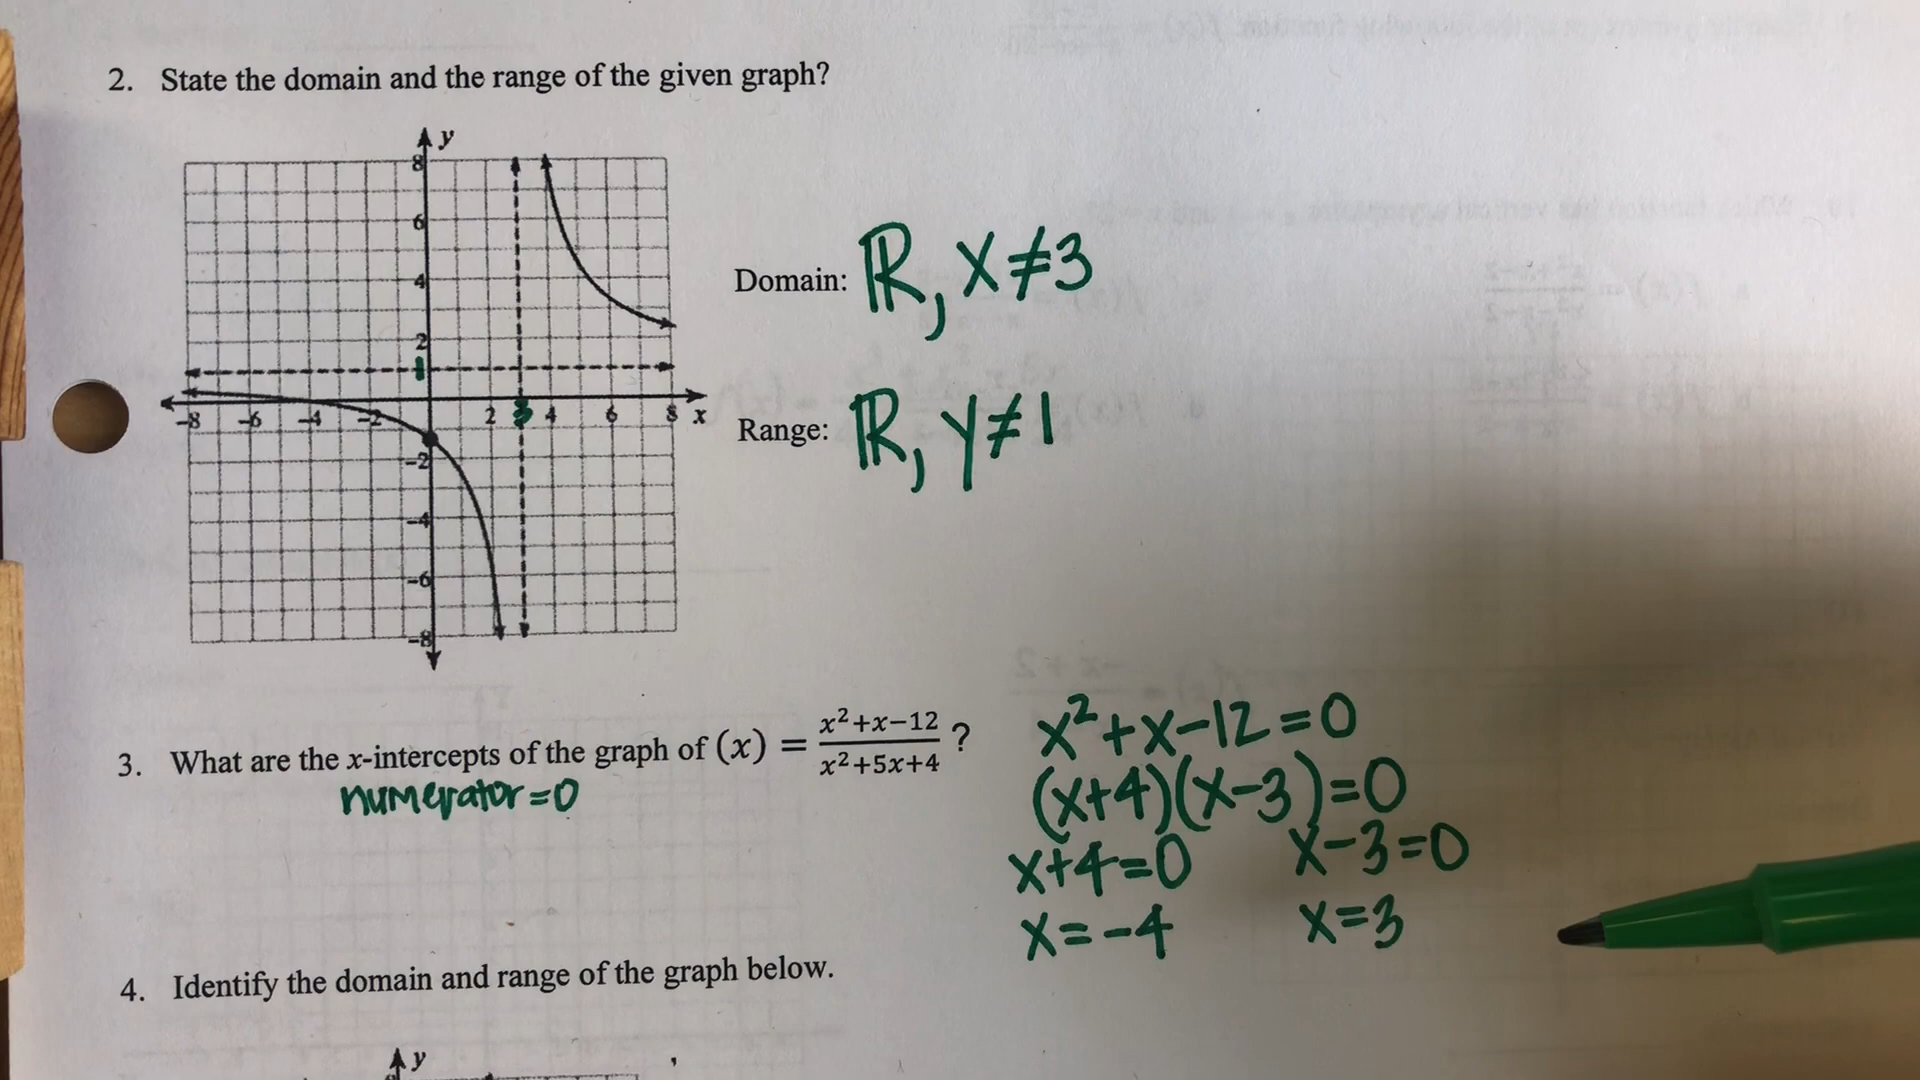 2. State the domain and the range of the given graph?
y
8
6
4
2
1
-8 -6 -4 -2 2 3 4 6 8 x
-2
-4
-6
-8
Domain: ℝ, X≠3
Range: ℝ, y≠1
3. What are the x-intercepts of the graph of (x) = x²+x−12 / x²+5x+4 ?
numerator=0
x²+x-12=0
(x+4)(x-3)=0
x+4=0 x-3=0
x=-4 x=3
4. Identify the domain and range of the graph below.
y